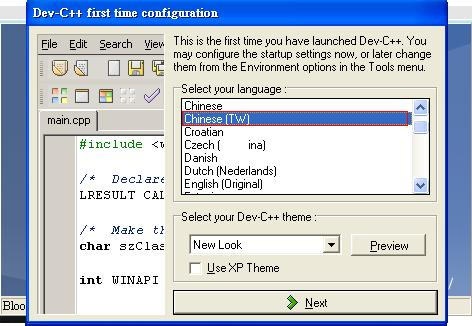 Dev-C++ first time configuration
File Edit Search View
main.cpp
#include <w
/* Declare
LRESULT CAL
/* Make th
char szClas
int WINAPI
This is the first time you have launched Dev-C++. You
may configure the startup settings now, or later change
them from the Environment options in the Tools menu.
Select your language :
Chinese
Chinese (TW)
Croatian
Czech ( ina)
Danish
Dutch (Nederlands)
English (Original)
Select your Dev-C++ theme :
New Look
Preview
Use XP Theme
Next
Bloo